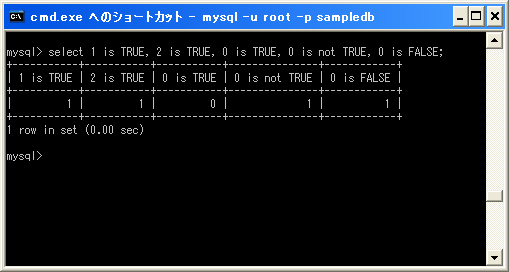 cmd.exe へのショートカット - mysql -u root -p sampledb
mysql> select 1 is TRUE, 2 is TRUE, 0 is TRUE, 0 is not TRUE, 0 is FALSE;
+-----------+-----------+-----------+---------------+------------+
| 1 is TRUE | 2 is TRUE | 0 is TRUE | 0 is not TRUE | 0 is FALSE |
+-----------+-----------+-----------+---------------+------------+
|         1 |         1 |         0 |             1 |          1 |
+-----------+-----------+-----------+---------------+------------+
1 row in set (0.00 sec)
mysql>